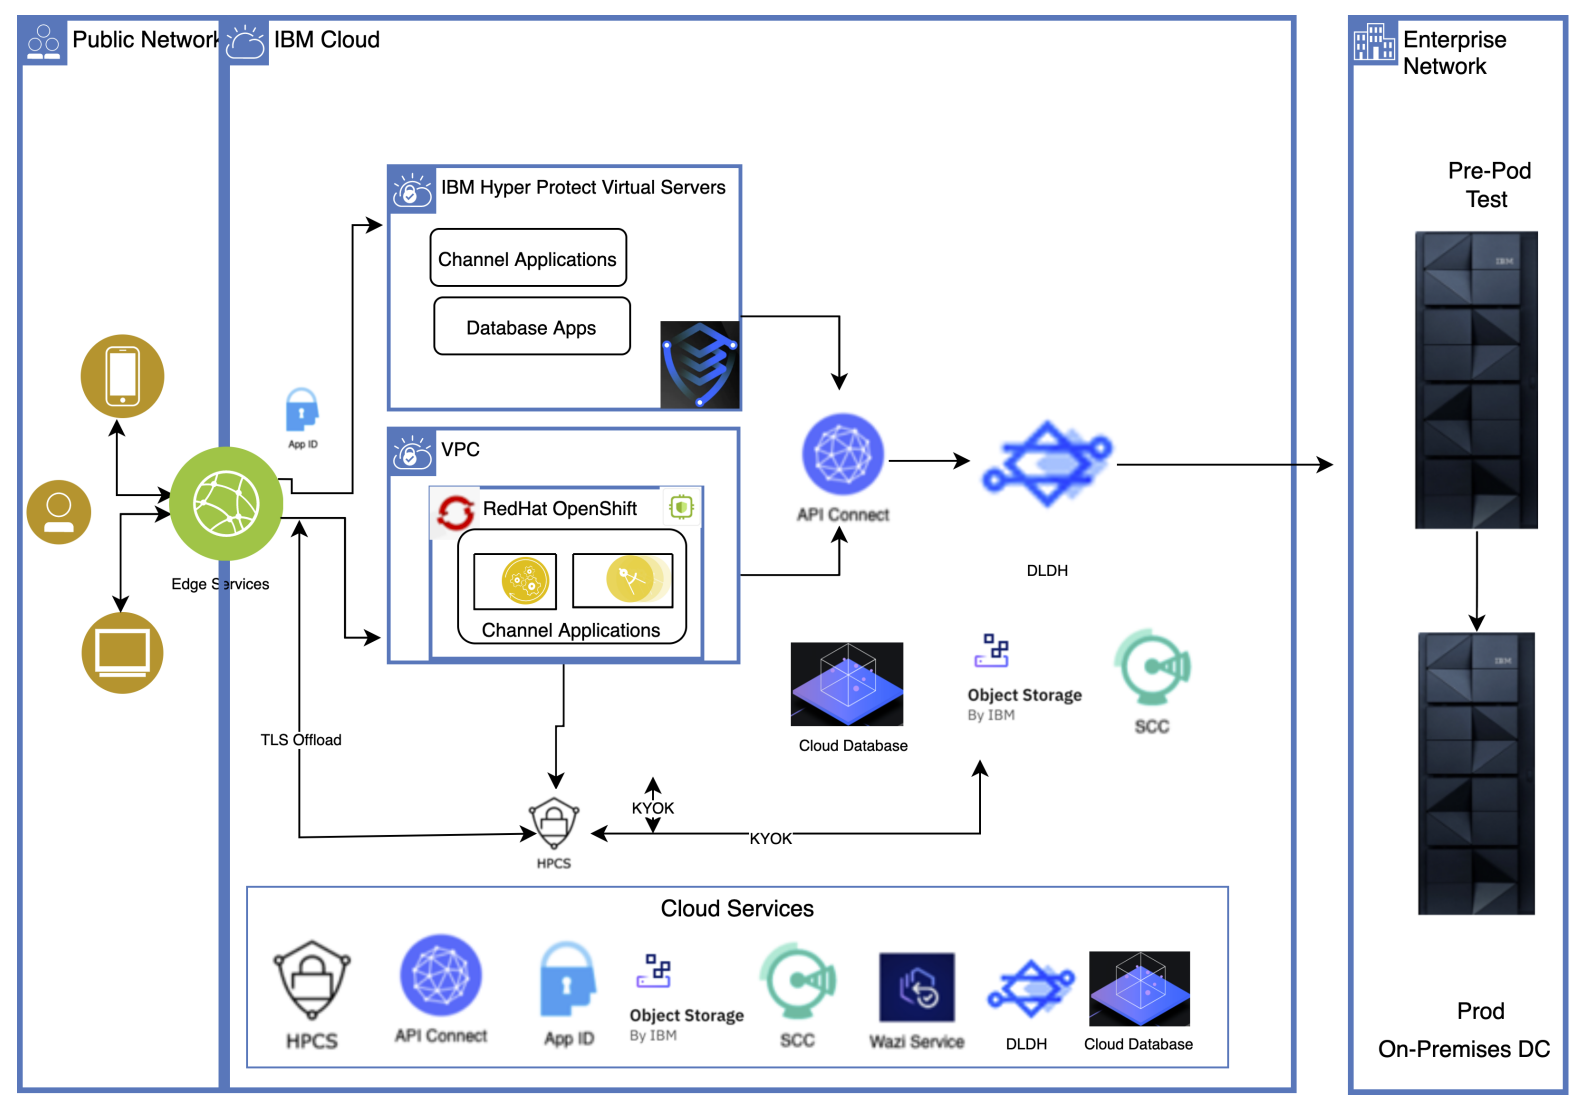 Public Network
IBM Cloud
Enterprise
Network
Pre-Pod
Test
IBM
IBM Hyper Protect Virtual Servers
Channel Applications
Database Apps
App ID
VPC
RedHat OpenShift
Channel Applications
Edge Services
API Connect
DLDH
Object Storage
By IBM
SCC
Cloud Database
TLS Offload
KYOK
KYOK
HPCS
IBM
Cloud Services
HPCS
API Connect
App ID
Object Storage
By IBM
SCC
Wazi Service
DLDH
Cloud Database
Prod
On-Premises DC